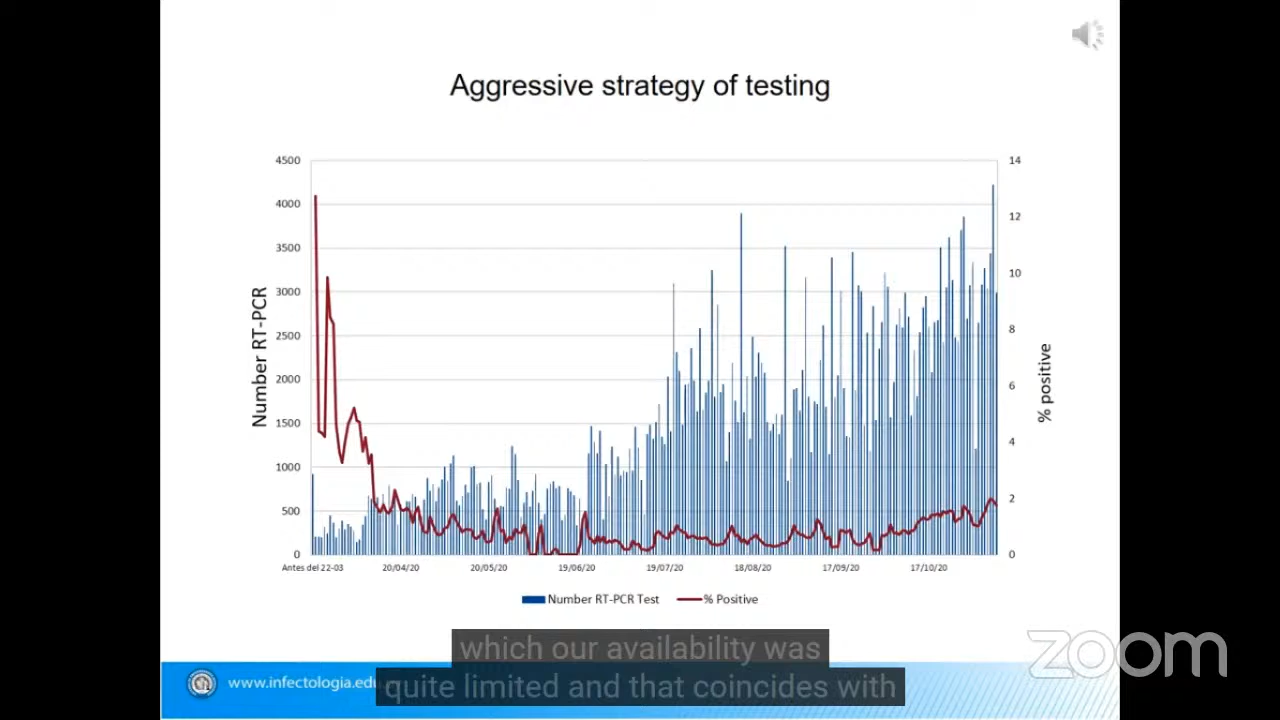 Aggressive strategy of testing
4500
4000
3500
3000
2500
2000
1500
1000
500
0
Number RT-PCR
14
12
10
8
6
4
2
0
% positive
Antes del 22-03
20/04/20
20/05/20
19/06/20
19/07/20
18/08/20
17/09/20
17/10/20
Number RT-PCR Test
% Positive
which our availability was
quite limited and that coincides with
www.infectologia.edu
zoom